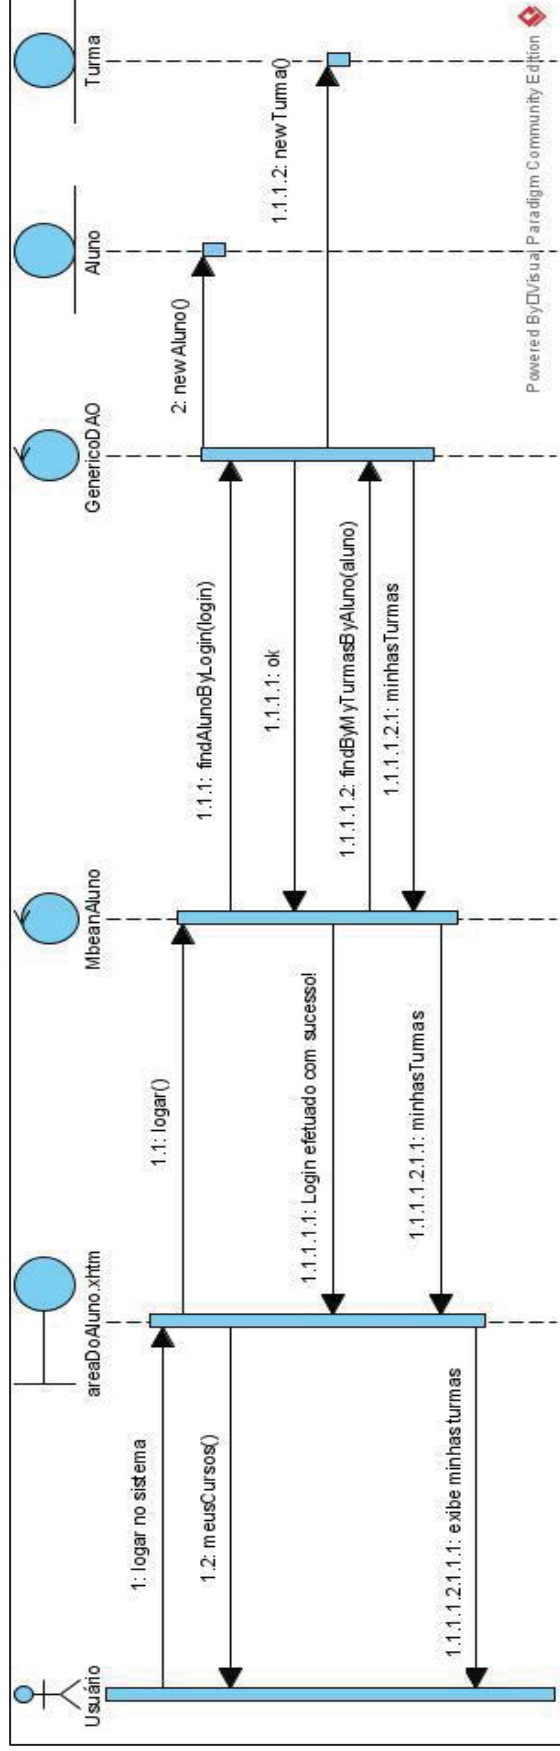 Usuário
areaDoAluno.xhtm
MbeanAluno
GenericoDAO
Aluno
Turma
1: logar no sistema
1.1: logar()
2: newAluno()
1.2: meusCursos()
1.1.1: findAlunoByLogin(login)
1.1.1.1: ok
1.1.1.2: newTurma()
1.1.1.1.1: Login efetuado com sucesso!
1.1.1.1.2: findByMyTurmasByAluno(aluno)
1.1.1.1.2.1: minhasTurmas
1.1.1.1.2.1.1: minhasTurmas
1.1.1.1.2.1.1.1: exibe minhasturmas
Powered By Visual Paradigm Community Edition